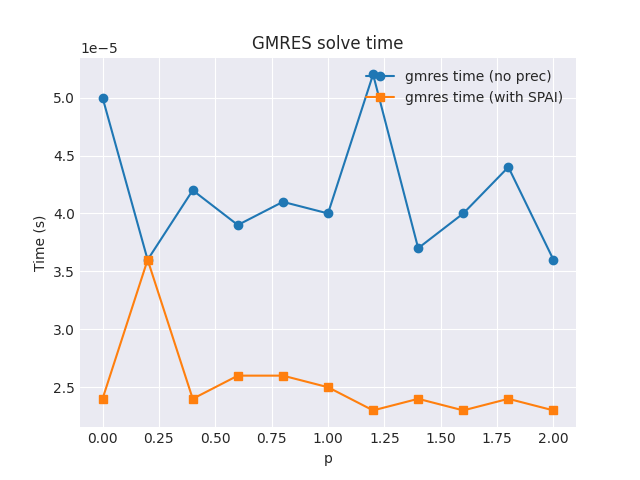 GMRES solve time
1e−5
gmres time (no prec)
gmres time (with SPAI)
5.0
4.5
4.0
3.5
3.0
2.5
Time (s)
0.00 0.25 0.50 0.75 1.00 1.25 1.50 1.75 2.00
p